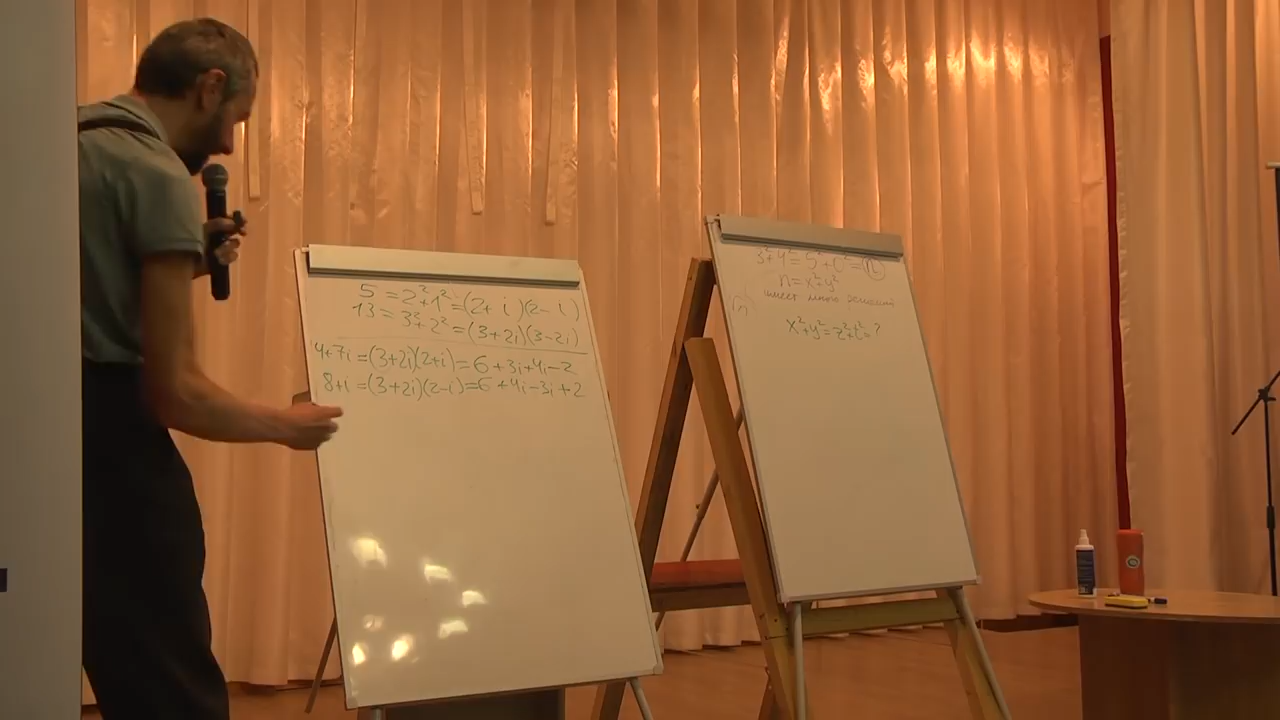 5 = 2² + 1² = (2 + i)(2 - i)
13 = 3² + 2² = (3+2i)(3-2i)
4+7i = (3+2i)(2+i) = 6 + 3i + 4i - 2
8+i = (3+2i)(2-i) = 6 + 4i - 3i + 2
3² + 4² = 5² + 0² = n
n = x² + y²
имеет много решений
x² + y² = z² + t² = ?